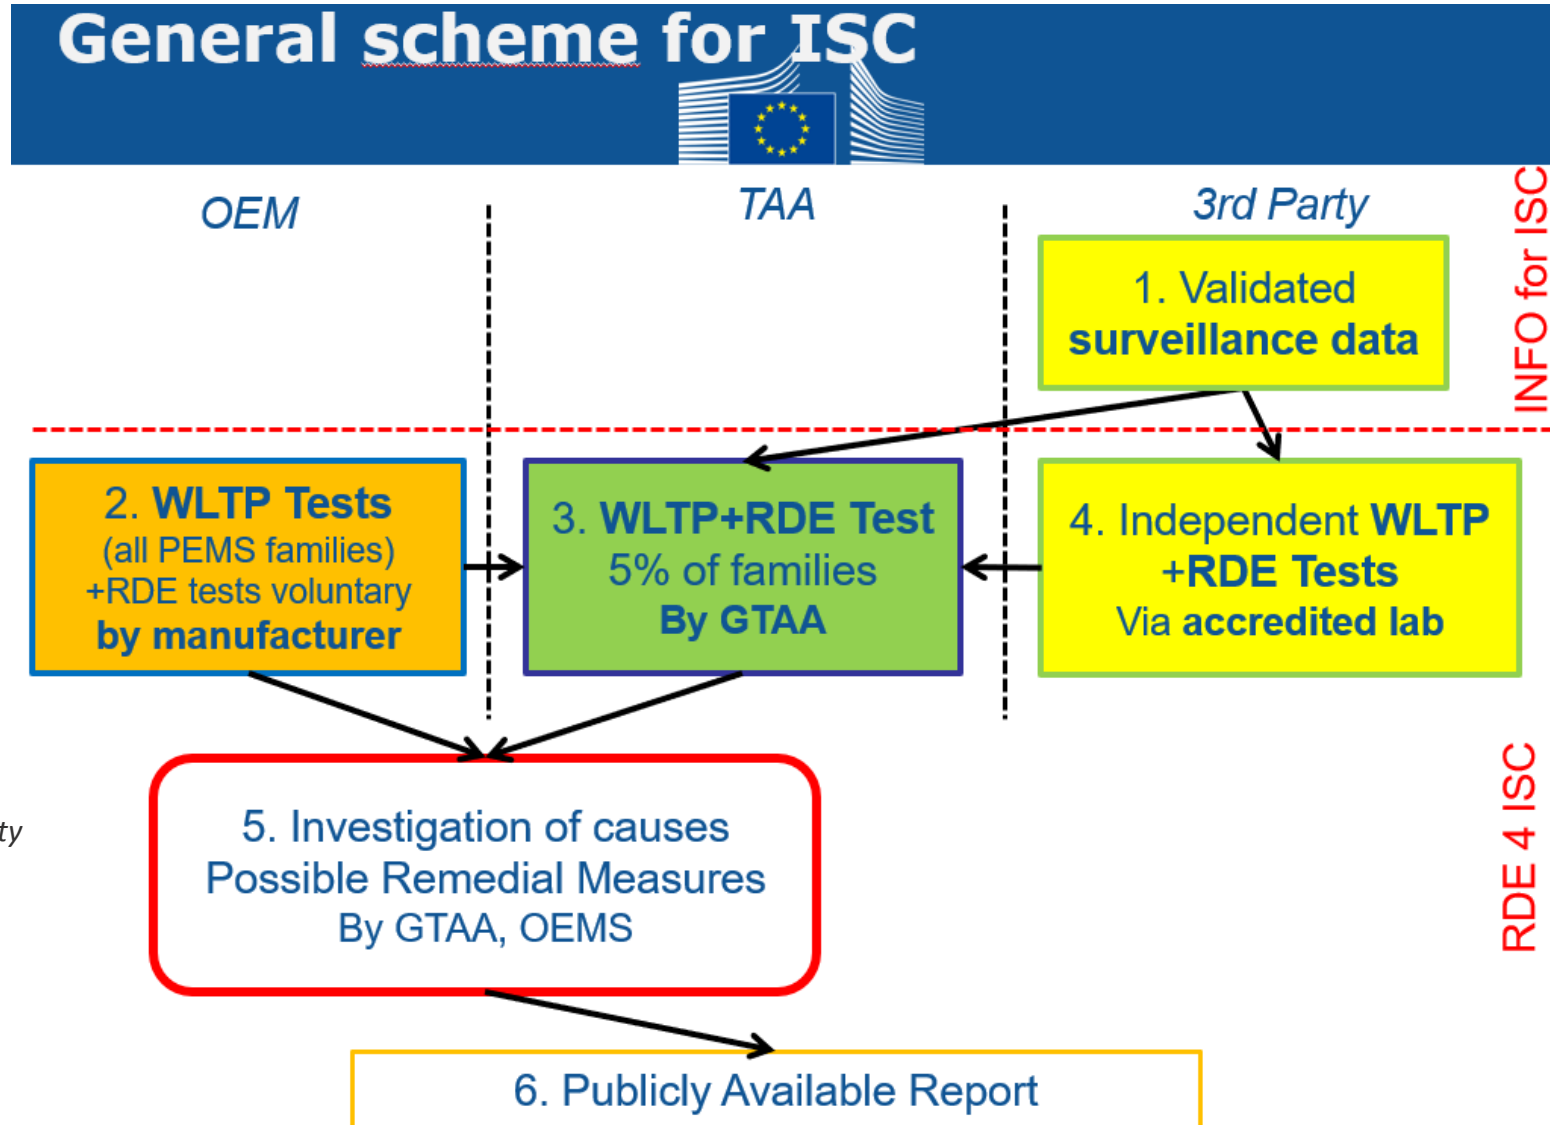 General scheme for ISC
OEM
TAA
3rd Party
INFO for ISC
1. Validated
surveillance data
2. WLTP Tests
(all PEMS families)
+RDE tests voluntary
by manufacturer
3. WLTP+RDE Test
5% of families
By GTAA
4. Independent WLTP
+RDE Tests
Via accredited lab
ty
5. Investigation of causes
Possible Remedial Measures
By GTAA, OEMS
RDE 4 ISC
6. Publicly Available Report